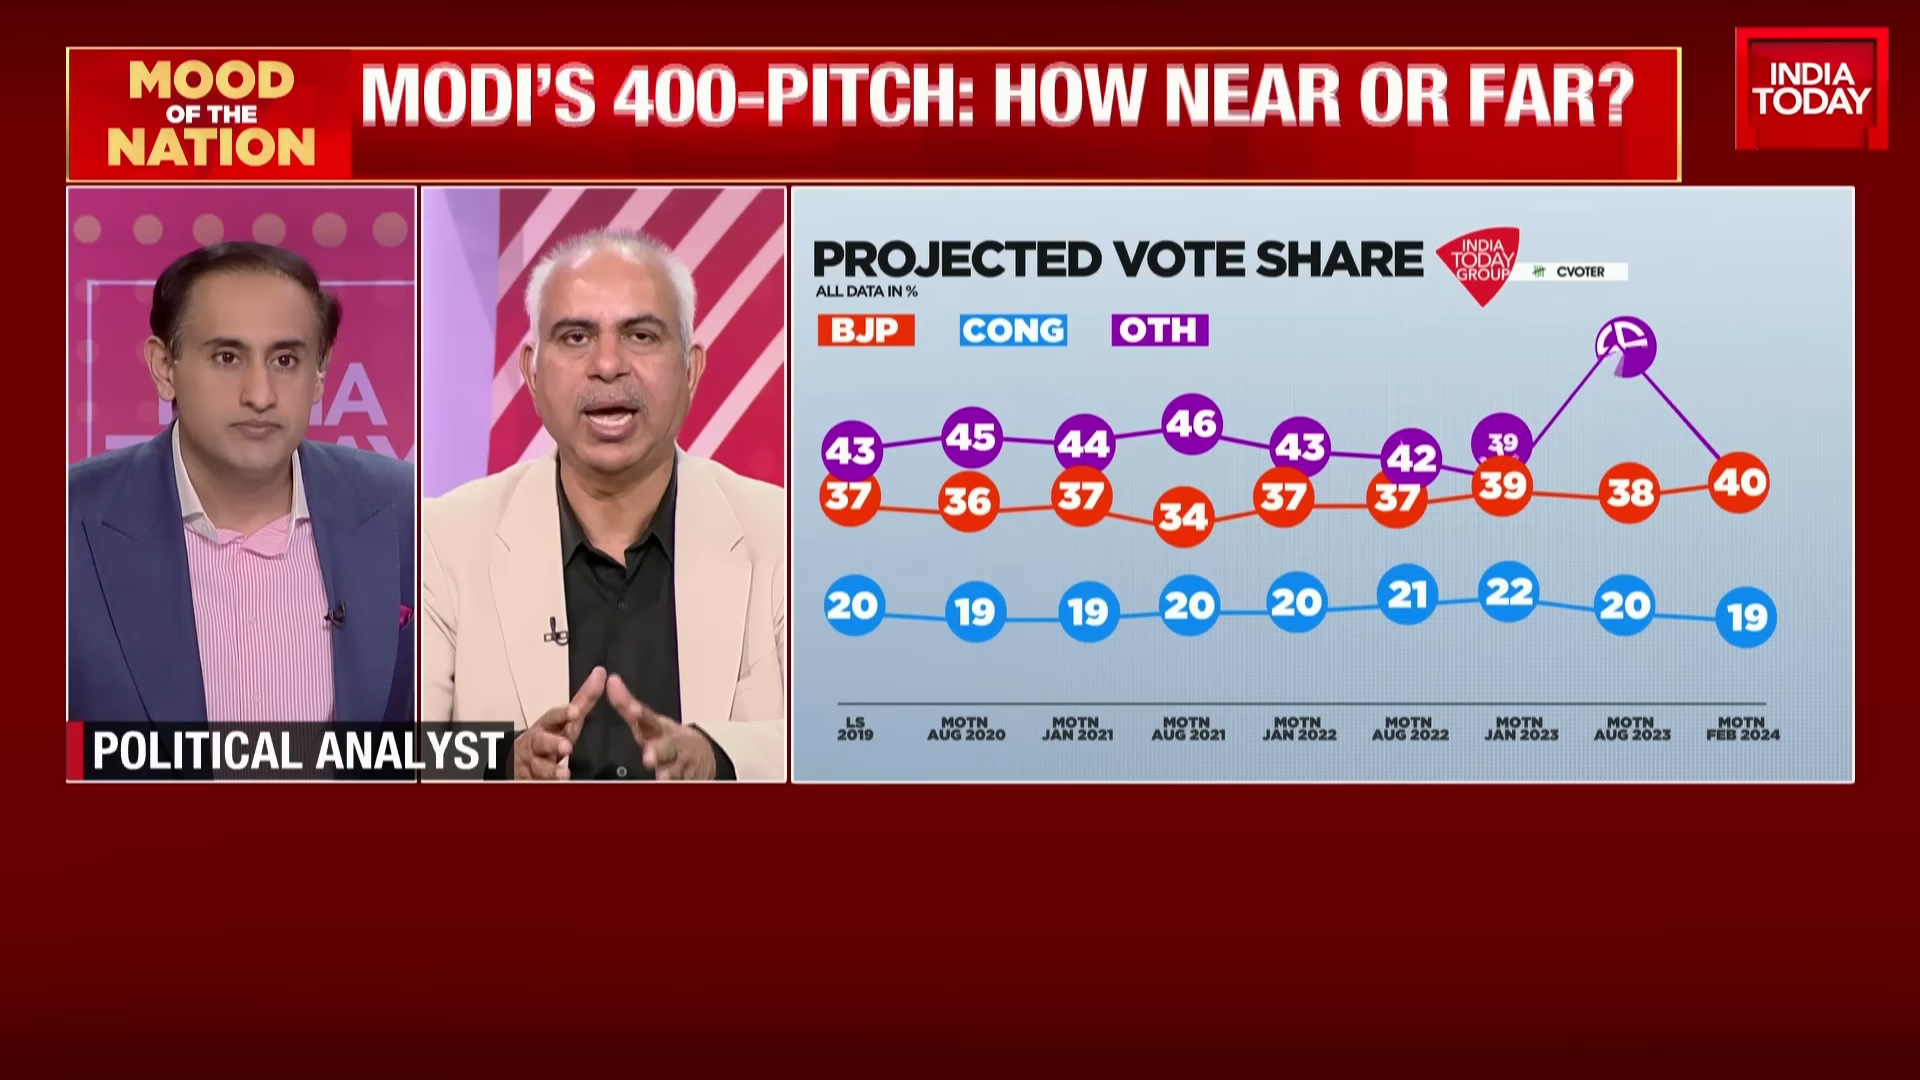 MOOD
OF THE
NATION
MODI'S 400-PITCH: HOW NEAR OR FAR?
INDIA
TODAY
PROJECTED VOTE SHARE
ALL DATA IN %
INDIA
TODAY
GROUP
CVOTER
BJP CONG OTH
43 45 44 46 43 42 39
37 36 37 34 37 37 39 38 40
20 19 19 20 20 21 22 20 19
LS
2019
MOTN
AUG 2020
MOTN
JAN 2021
MOTN
AUG 2021
MOTN
JAN 2022
MOTN
AUG 2022
MOTN
JAN 2023
MOTN
AUG 2023
MOTN
FEB 2024
POLITICAL ANALYST